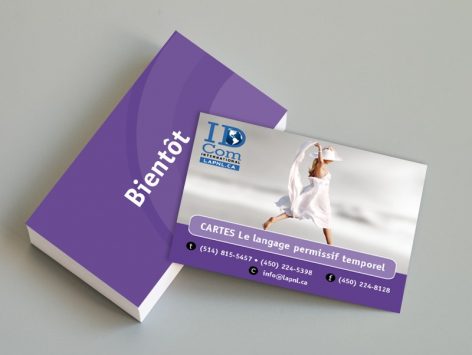 Bientôt
ID
Com
INTERNATIONAL
LAPNL.CA
CARTES Le langage permissif temporel
t (514) 815-5457 • (450) 224-5398
f (450) 224-8128
c info@lapnl.ca